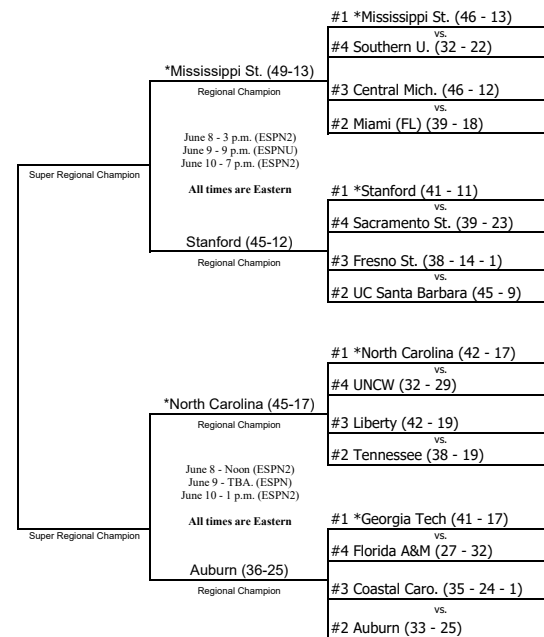 #1 *Mississippi St. (46 - 13)
vs.
#4 Southern U. (32 - 22)
*Mississippi St. (49-13)
Regional Champion
#3 Central Mich. (46 - 12)
vs.
#2 Miami (FL) (39 - 18)
June 8 - 3 p.m. (ESPN2)
June 9 - 9 p.m. (ESPNU)
June 10 - 7 p.m. (ESPN2)
Super Regional Champion
All times are Eastern
#1 *Stanford (41 - 11)
vs.
#4 Sacramento St. (39 - 23)
Stanford (45-12)
Regional Champion
#3 Fresno St. (38 - 14 - 1)
vs.
#2 UC Santa Barbara (45 - 9)
#1 *North Carolina (42 - 17)
vs.
#4 UNCW (32 - 29)
*North Carolina (45-17)
Regional Champion
#3 Liberty (42 - 19)
vs.
#2 Tennessee (38 - 19)
June 8 - Noon (ESPN2)
June 9 - TBA. (ESPN)
June 10 - 1 p.m. (ESPN2)
All times are Eastern
Super Regional Champion
#1 *Georgia Tech (41 - 17)
vs.
#4 Florida A&M (27 - 32)
Auburn (36-25)
Regional Champion
#3 Coastal Caro. (35 - 24 - 1)
vs.
#2 Auburn (33 - 25)